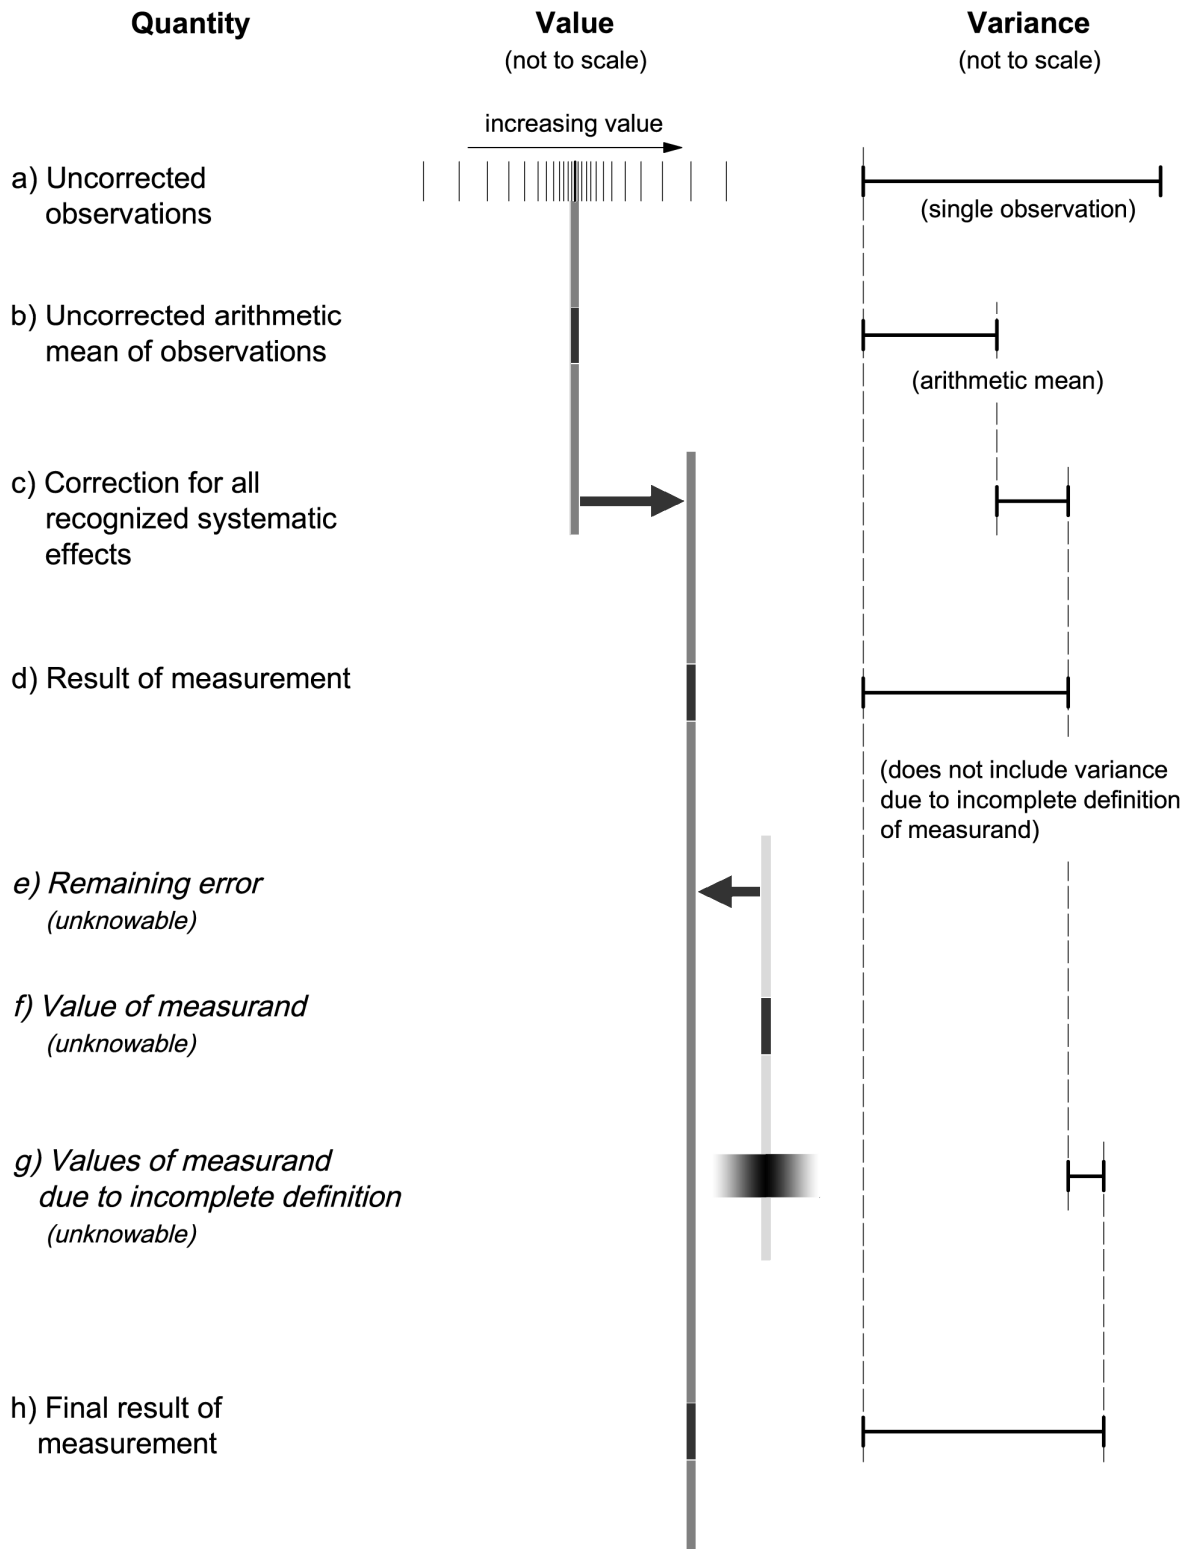 Quantity
Value
(not to scale)
Variance
(not to scale)
increasing value
a) Uncorrected
observations
(single observation)
b) Uncorrected arithmetic
mean of observations
(arithmetic mean)
c) Correction for all
recognized systematic
effects
d) Result of measurement
(does not include variance
due to incomplete definition
of measurand)
e) Remaining error
(unknowable)
f) Value of measurand
(unknowable)
g) Values of measurand
due to incomplete definition
(unknowable)
h) Final result of
measurement